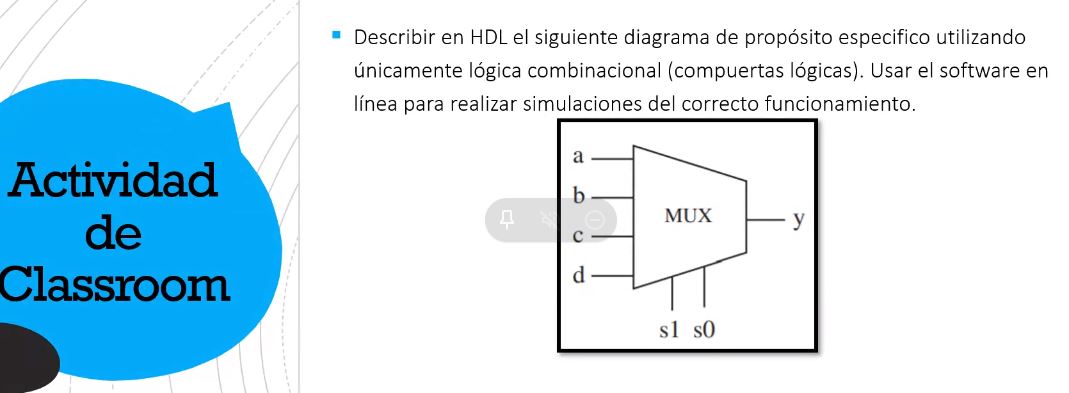 Actividad
de
Classroom
Describir en HDL el siguiente diagrama de propósito especifico utilizando
únicamente lógica combinacional (compuertas lógicas). Usar el software en
línea para realizar simulaciones del correcto funcionamiento.
a
b
MUX
y
c
d
s1 s0